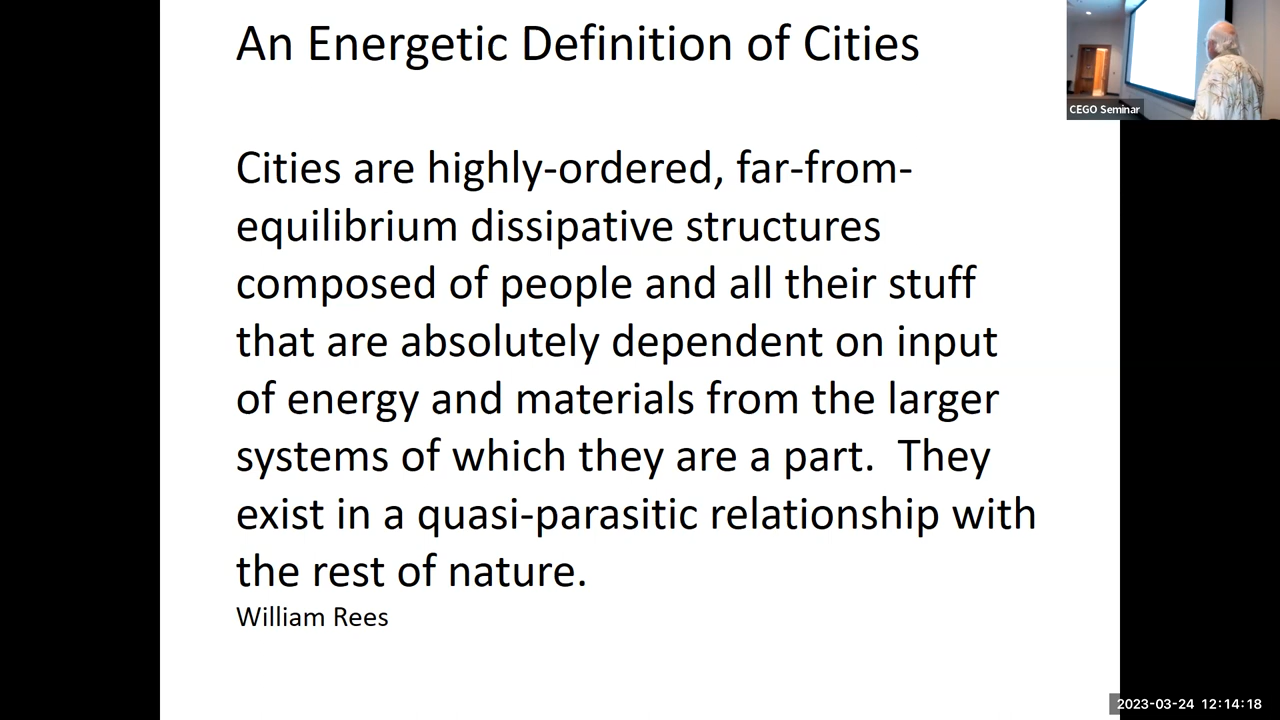 An Energetic Definition of Cities
CEGO Seminar
Cities are highly-ordered, far-from-
equilibrium dissipative structures
composed of people and all their stuff
that are absolutely dependent on input
of energy and materials from the larger
systems of which they are a part.  They
exist in a quasi-parasitic relationship with
the rest of nature.
William Rees
2023-03-24 12:14:18